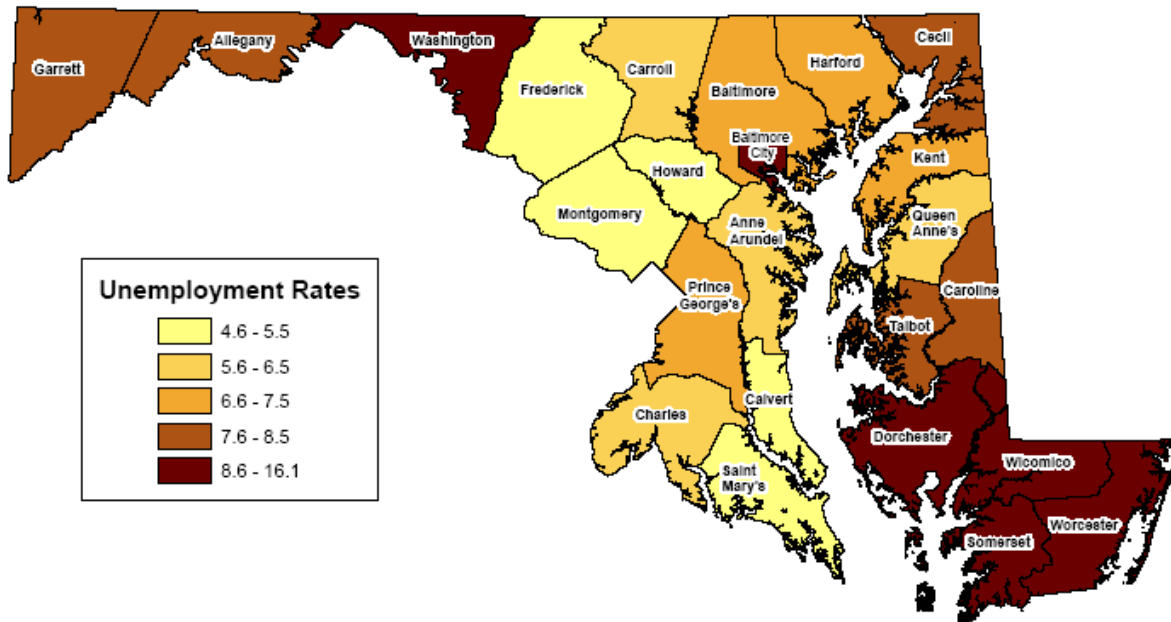 Garrett
Allegany
Washington
Frederick
Carroll
Baltimore
Harford
Cecil
Baltimore
City
Kent
Howard
Montgomery
Anne
Arundel
Queen
Anne's
Prince
George's
Caroline
Talbot
Calvert
Charles
Dorchester
Saint
Mary's
Wicomico
Worcester
Somerset
Unemployment Rates
4.6 - 5.5
5.6 - 6.5
6.6 - 7.5
7.6 - 8.5
8.6 - 16.1